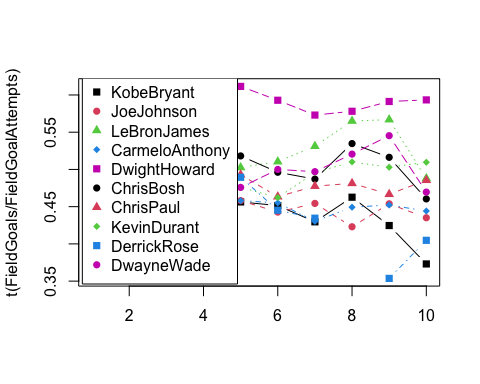 t(FieldGoals/FieldGoalAttempts)
0.55
0.45
0.35
KobeBryant
JoeJohnson
LeBronJames
CarmeloAnthony
DwightHoward
ChrisBosh
ChrisPaul
KevinDurant
DerrickRose
DwayneWade
2 4 6 8 10